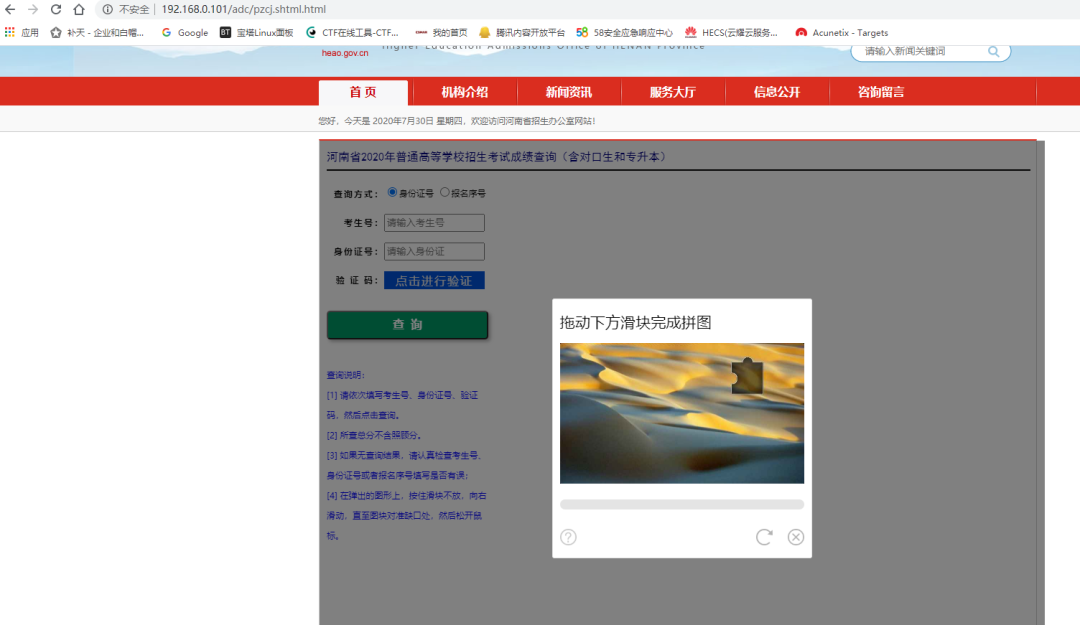 不安全 | 192.168.0.101/adc/pzcj.shtml.html
应用 补天 - 企业和白帽... Google BT 宝塔Linux面板 CTF在线工具-CTF... 我的首页 腾讯内容开放平台 58 58安全应急响应中心 HECS(云耀云服务... Acunetix - Targets
heao.gov.cn Higher Education Admissions Office of HENAN Province 请输入新闻关键词
首 页 机构介绍 新闻资讯 服务大厅 信息公开 咨询留言
您好，今天是 2020年7月30日 星期四，欢迎访问河南省招生办公室网站!
河南省2020年普通高等学校招生考试成绩查询（含对口生和专升本）
查询方式： 身份证号 报名序号
考生号： 请输入考生号
身份证号： 请输入身份证
验 证 码： 点击进行验证
查 询
拖动下方滑块完成拼图
查询说明：
[1] 请依次填写考生号、身份证号、验证
码，然后点击查询。
[2] 所查总分不含照顾分。
[3] 如果无查询结果，请认真检查考生号、
身份证号或者报名序号填写是否有误；
[4] 在弹出的图形上，按住滑块不放，向右
滑动，直至图块对准缺口处，然后松开鼠
标。